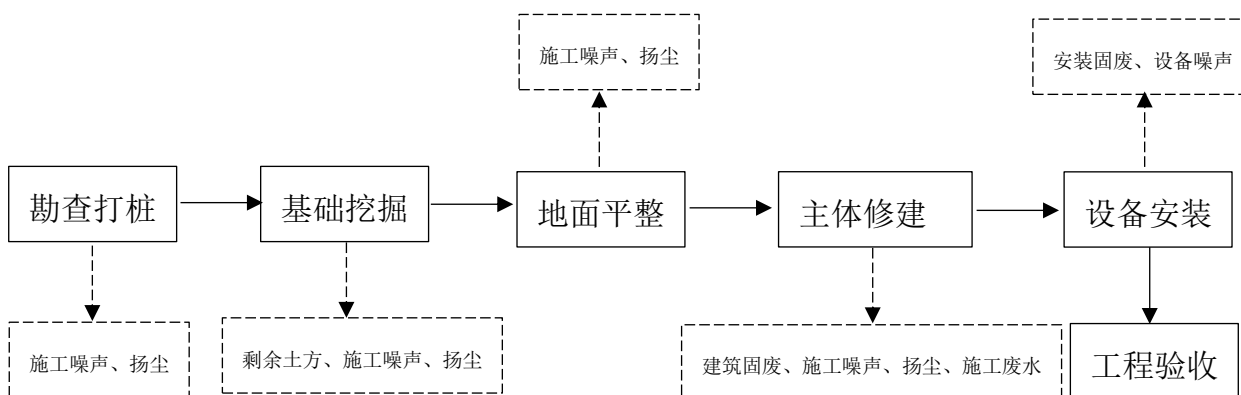 施工噪声、扬尘
安装固废、设备噪声
勘查打桩
基础挖掘
地面平整
主体修建
设备安装
施工噪声、扬尘
剩余土方、施工噪声、扬尘
建筑固废、施工噪声、扬尘、施工废水
工程验收